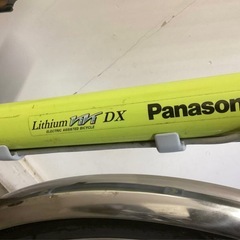 Lithium ViVi DX
ELECTRIC ASSISTED BICYCLE
Panason